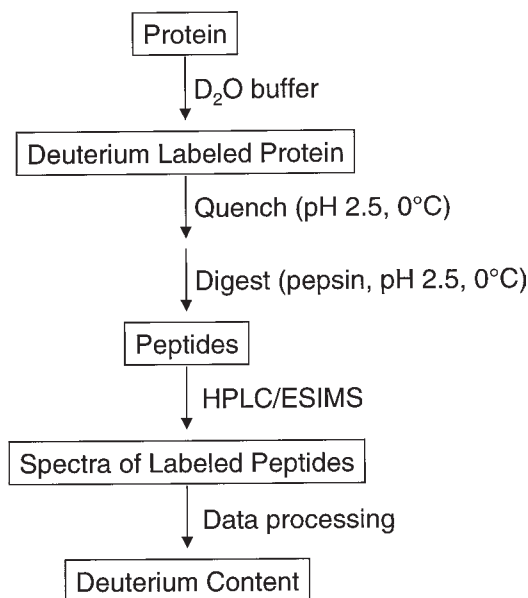 Protein
D₂O buffer
Deuterium Labeled Protein
Quench (pH 2.5, 0°C)
Digest (pepsin, pH 2.5, 0°C)
Peptides
HPLC/ESIMS
Spectra of Labeled Peptides
Data processing
Deuterium Content